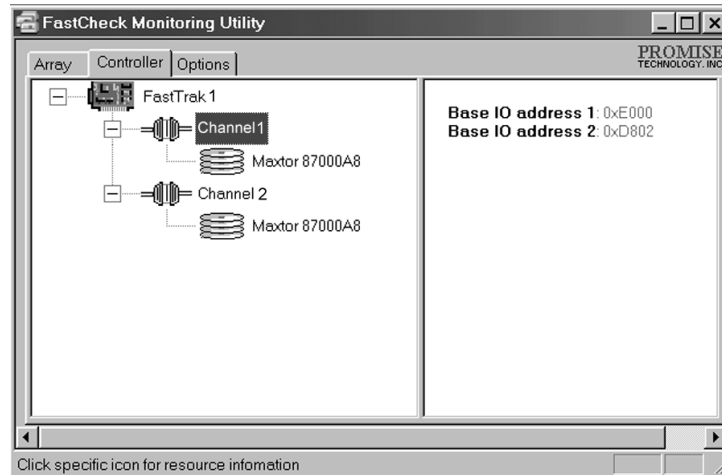 FastCheck Monitoring Utility
Array Controller Options
PROMISE
TECHNOLOGY. INC
FastTrak 1
Channel1
Maxtor 87000A8
Channel 2
Maxtor 87000A8
Base IO address 1: 0xE000
Base IO address 2: 0xD802
Click specific icon for resource infomation